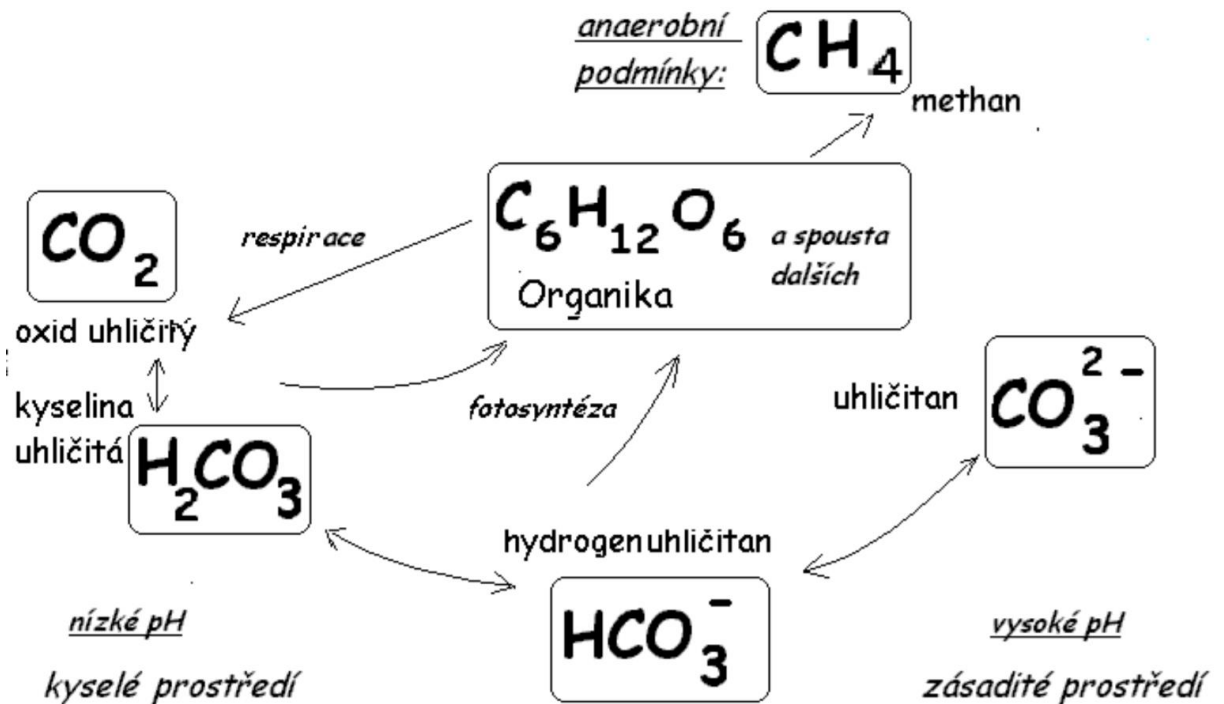 anaerobní
podmínky:
CH4
methan
CO2
respirace
C6H12O6
a spousta
dalších
Organika
oxid uhličitý
kyselina
uhličitá
H2CO3
fotosyntéza
uhličitan
CO3 2-
hydrogenuhličitan
HCO3-
nízké pH
kyselé prostředí
vysoké pH
zásadité prostředí